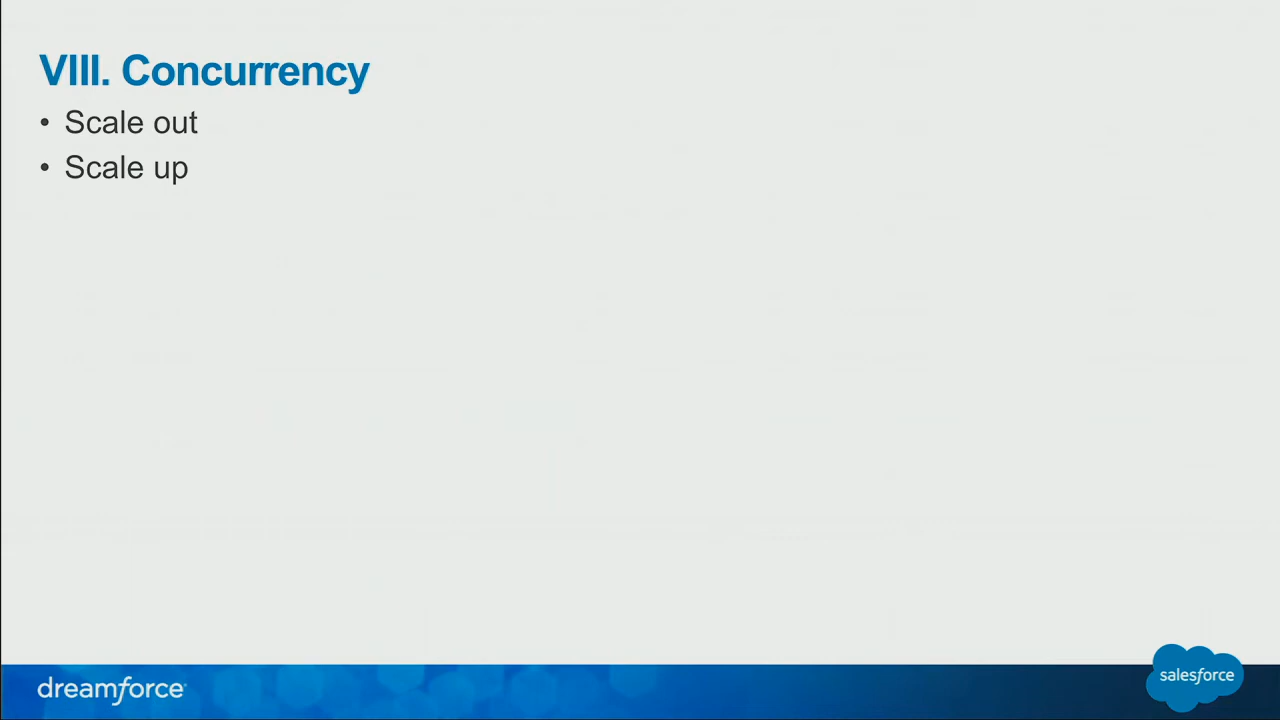 VIII. Concurrency
• Scale out
• Scale up
dreamforce
salesforce